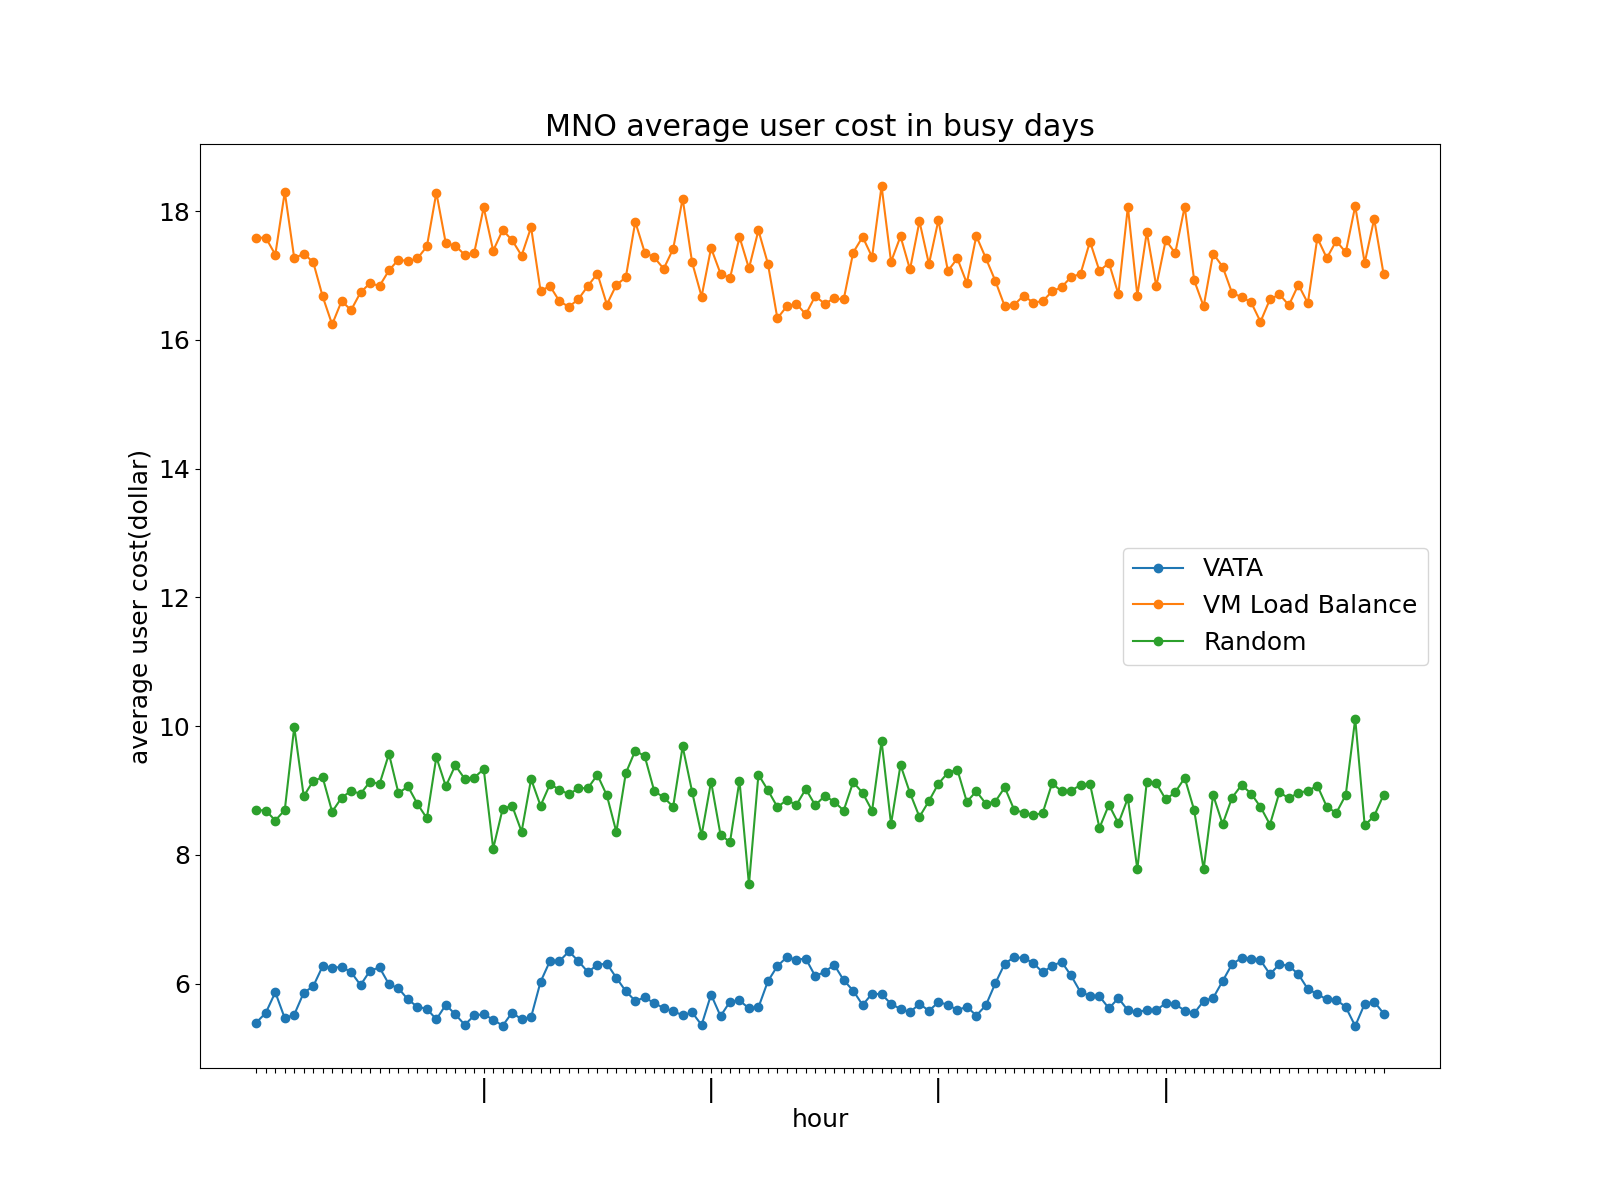 MNO average user cost in busy days
average user cost(dollar)
18
16
14
12
10
8
6
VATA
VM Load Balance
Random
| | | |
hour